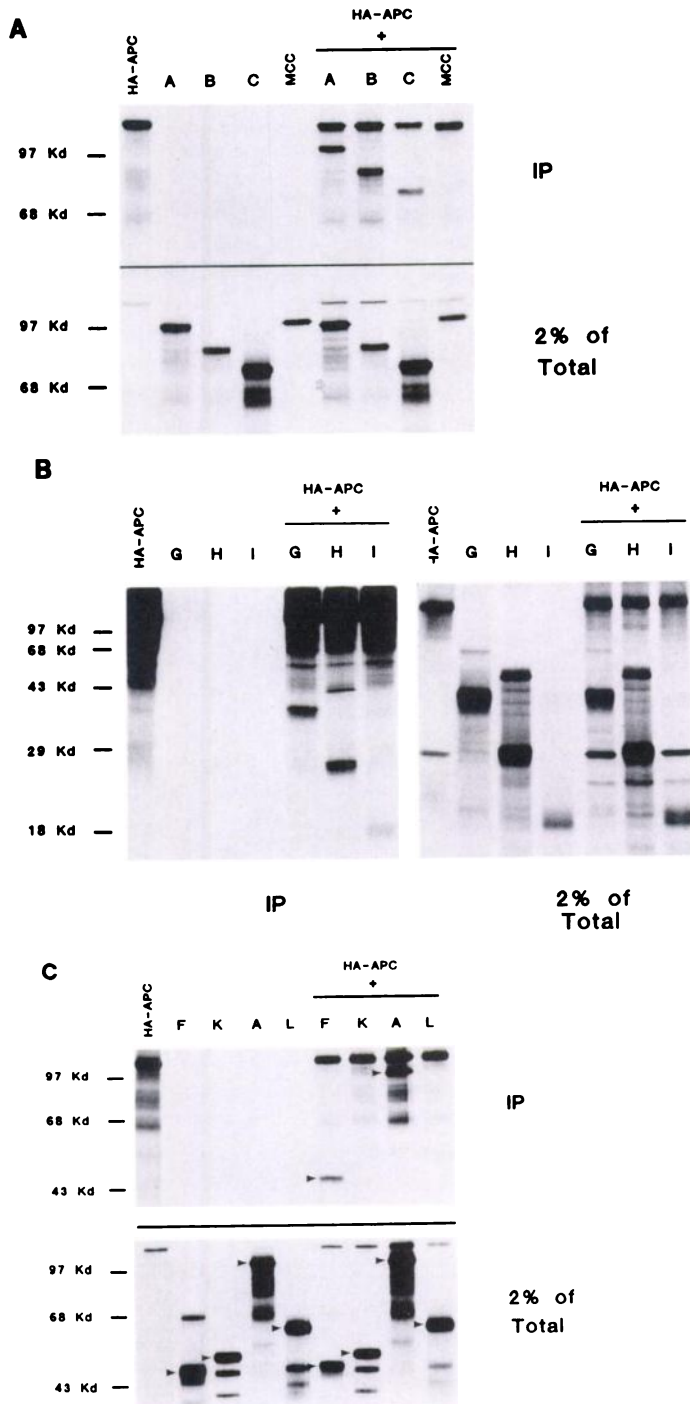 A
HA-APC
+
HA-APC A B C MCC A B C MCC
97 Kd
68 Kd
IP
97 Kd
68 Kd
2% of
Total
B
HA-APC
+
HA-APC
+
HA-APC G H I G H I
HA-APC G H I G H I
97 Kd
68 Kd
43 Kd
29 Kd
18 Kd
IP
2% of
Total
C
HA-APC
+
HA-APC F K A L F K A L
97 Kd
68 Kd
43 Kd
IP
97 Kd
68 Kd
43 Kd
2% of
Total